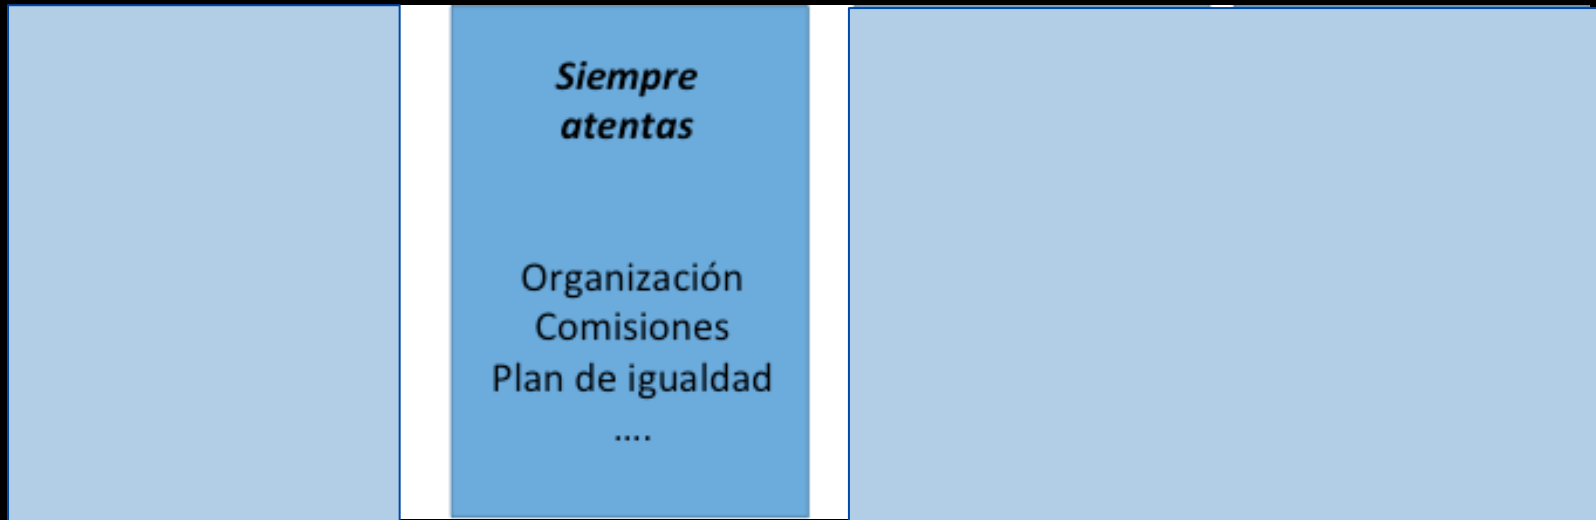 Siempre
atentas
Organización
Comisiones
Plan de igualdad
....